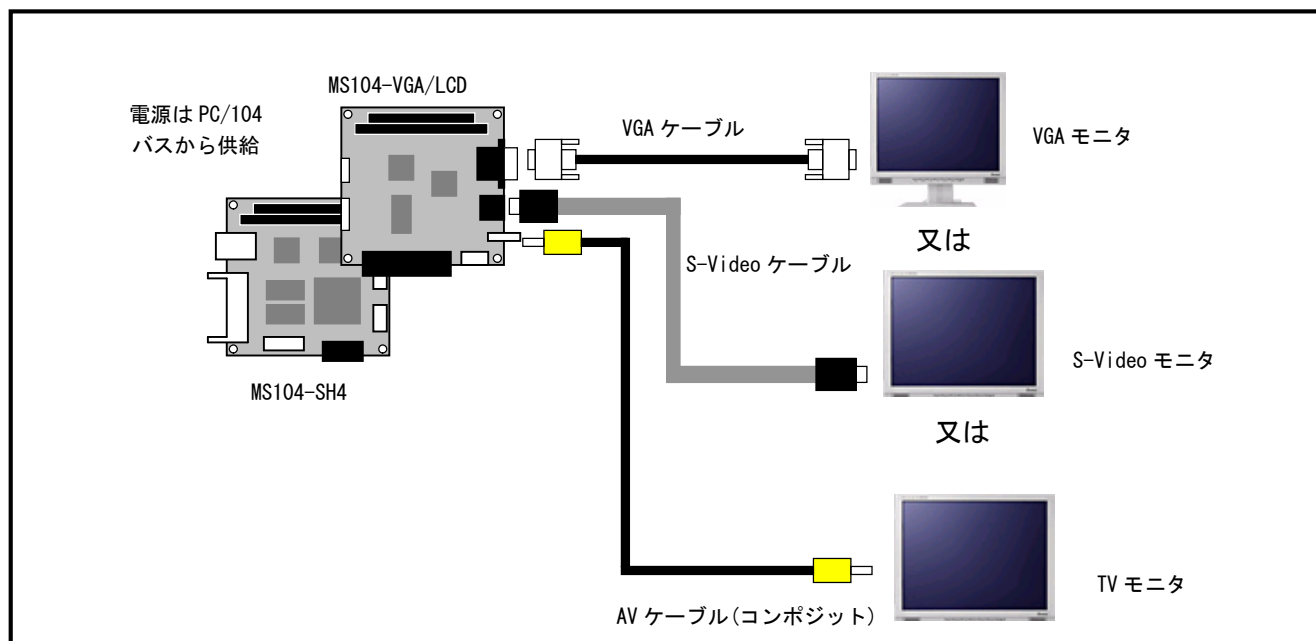 MS104-VGA/LCD
電源は PC/104
バスから供給
VGA ケーブル
VGA モニタ
又は
S-Video ケーブル
S-Video モニタ
MS104-SH4
又は
TV モニタ
AV ケーブル(コンポジット)